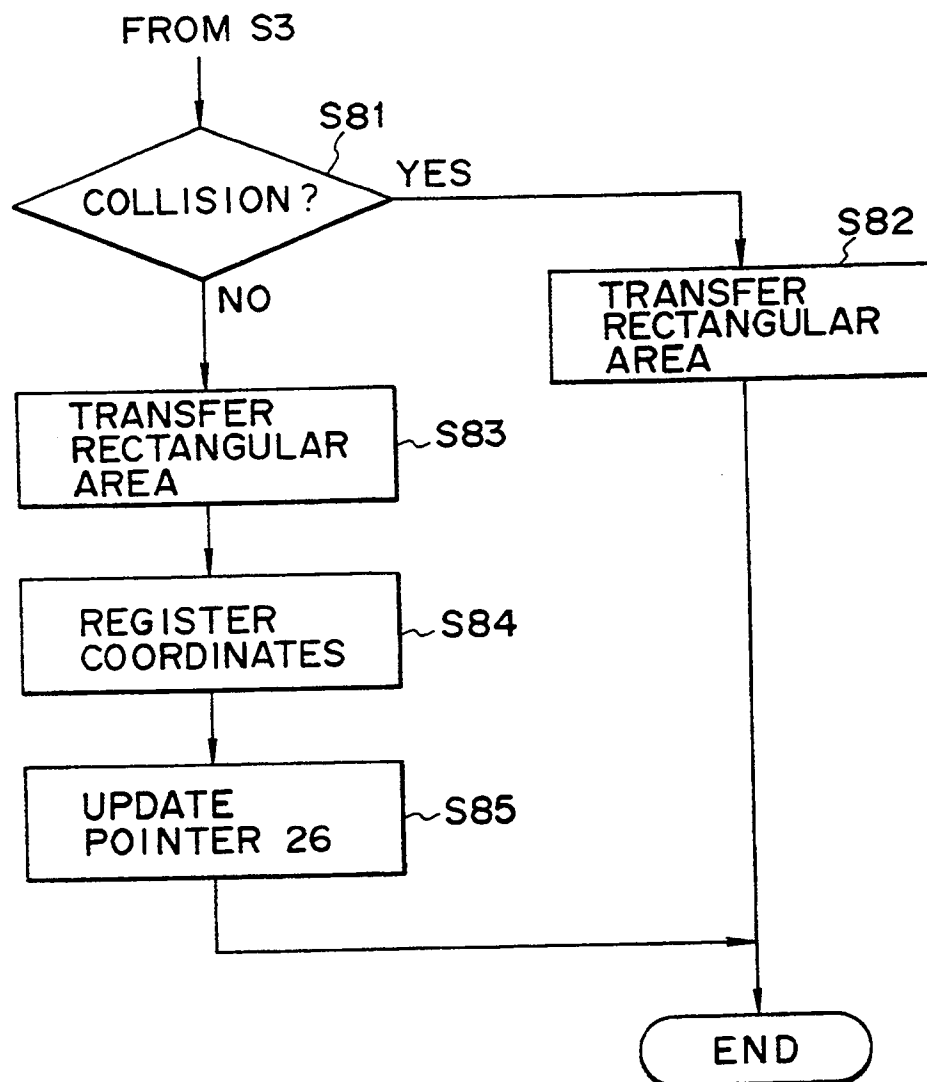 FROM S3
S81
COLLISION?
YES
NO
S82
TRANSFER
RECTANGULAR
AREA
TRANSFER
RECTANGULAR
AREA
S83
REGISTER
COORDINATES
S84
UPDATE
POINTER 26
S85
END